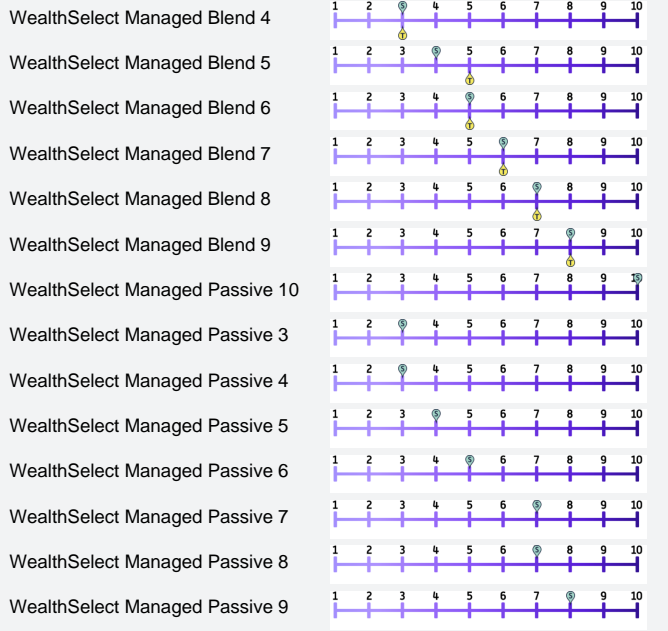 WealthSelect Managed Blend 4 1 2 S 4 5 6 7 8 9 10
T
WealthSelect Managed Blend 5 1 2 3 S 5 6 7 8 9 10
T
WealthSelect Managed Blend 6 1 2 3 4 S 6 7 8 9 10
T
WealthSelect Managed Blend 7 1 2 3 4 5 S 7 8 9 10
T
WealthSelect Managed Blend 8 1 2 3 4 5 6 S 8 9 10
T
WealthSelect Managed Blend 9 1 2 3 4 5 6 7 S 9 10
T
WealthSelect Managed Passive 10 1 2 3 4 5 6 7 8 9 S
WealthSelect Managed Passive 3 1 2 S 4 5 6 7 8 9 10
WealthSelect Managed Passive 4 1 2 S 4 5 6 7 8 9 10
WealthSelect Managed Passive 5 1 2 3 S 5 6 7 8 9 10
WealthSelect Managed Passive 6 1 2 3 4 S 6 7 8 9 10
WealthSelect Managed Passive 7 1 2 3 4 5 6 S 8 9 10
WealthSelect Managed Passive 8 1 2 3 4 5 6 S 8 9 10
WealthSelect Managed Passive 9 1 2 3 4 5 6 7 S 9 10